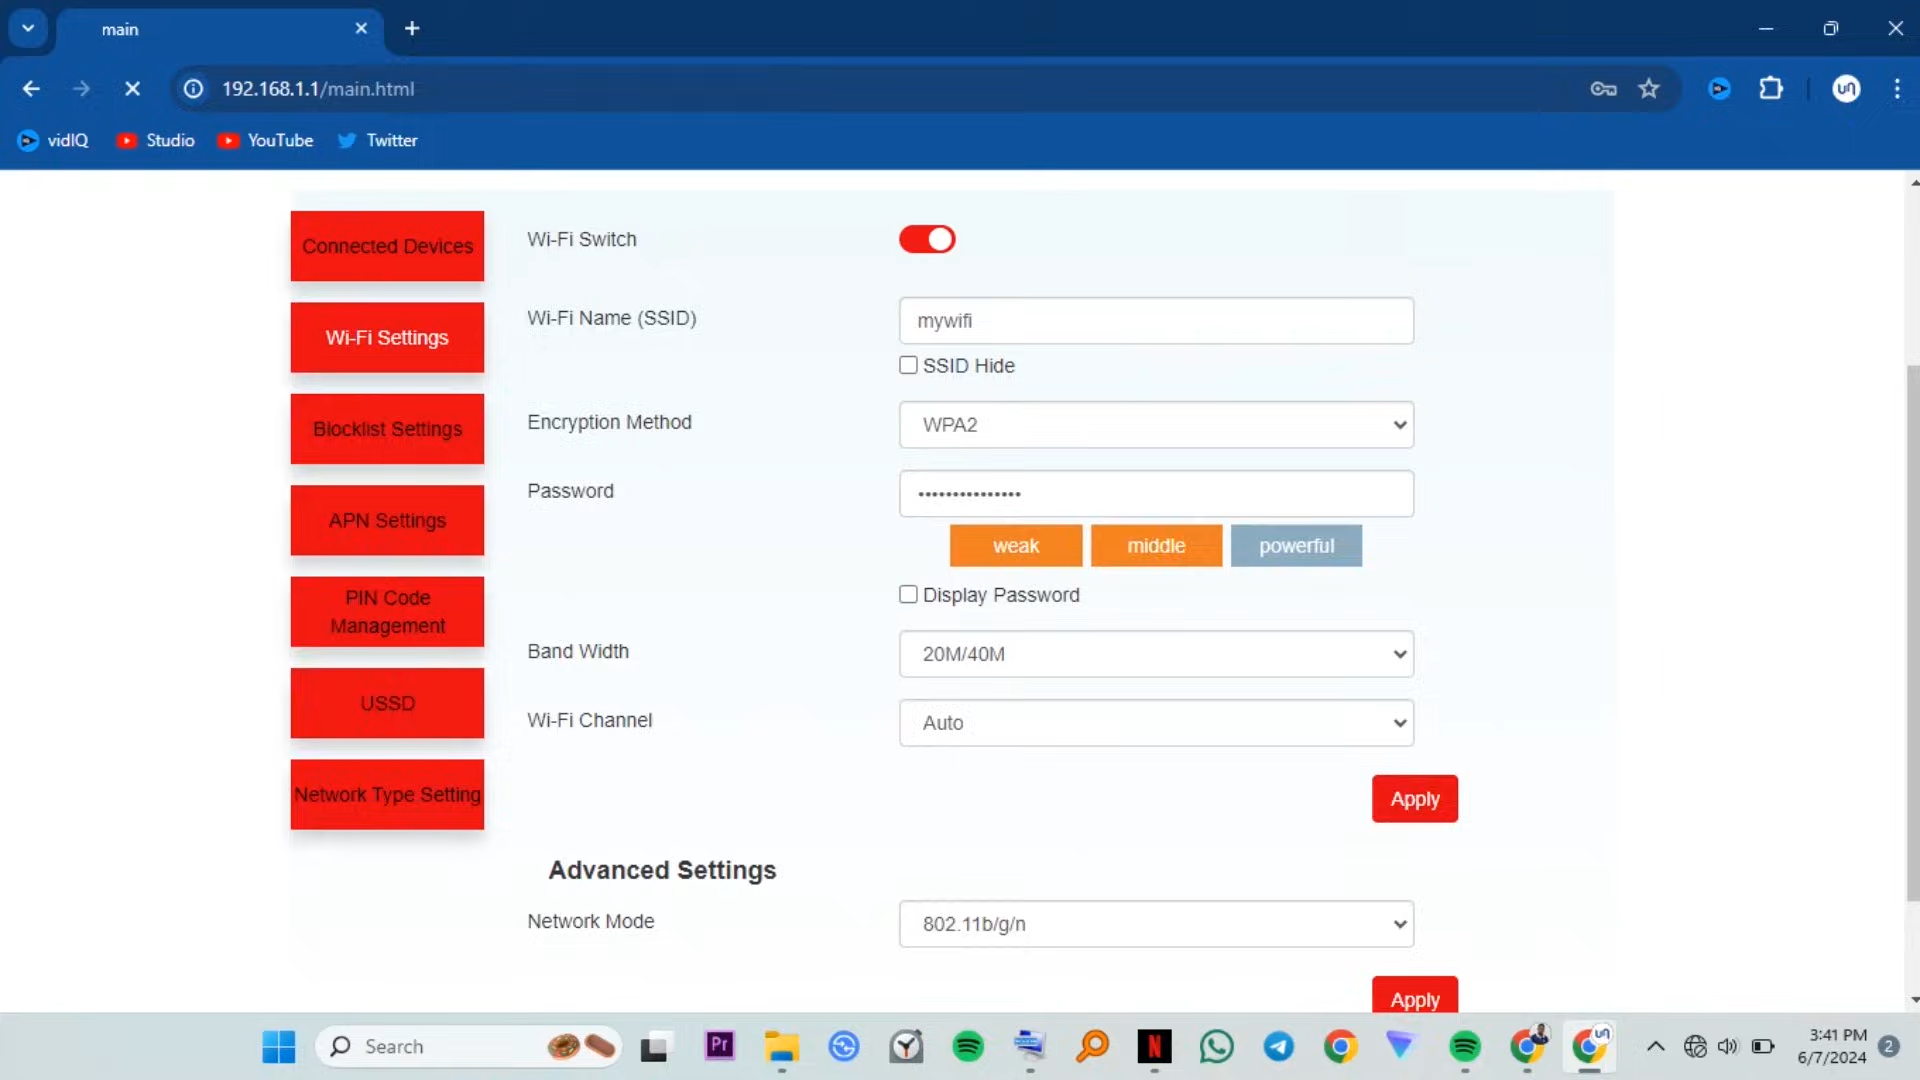 main
192.168.1.1/main.html
vidIQ
Studio
YouTube
Twitter
Connected Devices
Wi-Fi Switch
Wi-Fi Settings
Wi-Fi Name (SSID)
mywifi
SSID Hide
Blocklist Settings
Encryption Method
WPA2
APN Settings
Password
•••••••••••••••
weak
middle
powerful
PIN Code
Management
Display Password
USSD
Band Width
20M/40M
Wi-Fi Channel
Auto
Network Type Setting
Apply
Advanced Settings
Network Mode
802.11b/g/n
Apply
Search
Pr
N
un
3:41 PM
6/7/2024
2